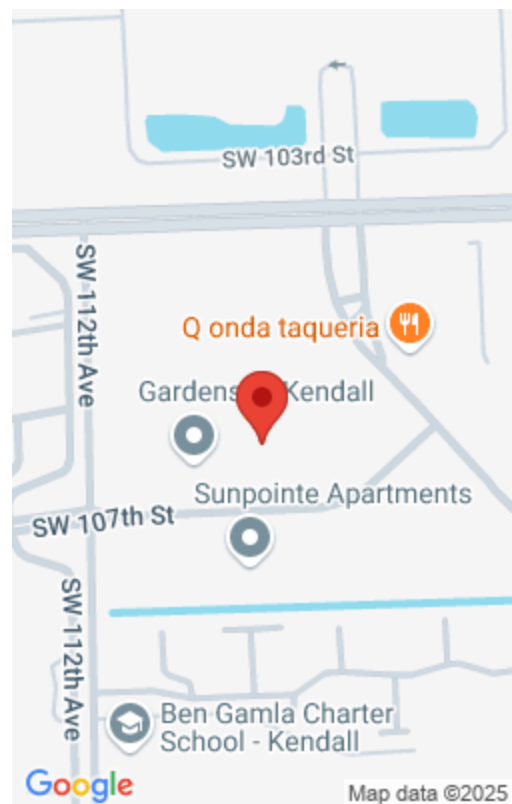 SW 103rd St
SW 112th Ave
Q onda taqueria
Gardens Kendall
Sunpointe Apartments
SW 107th St
SW 112th Ave
Ben Gamla Charter
School - Kendall
Google
Map data ©2025